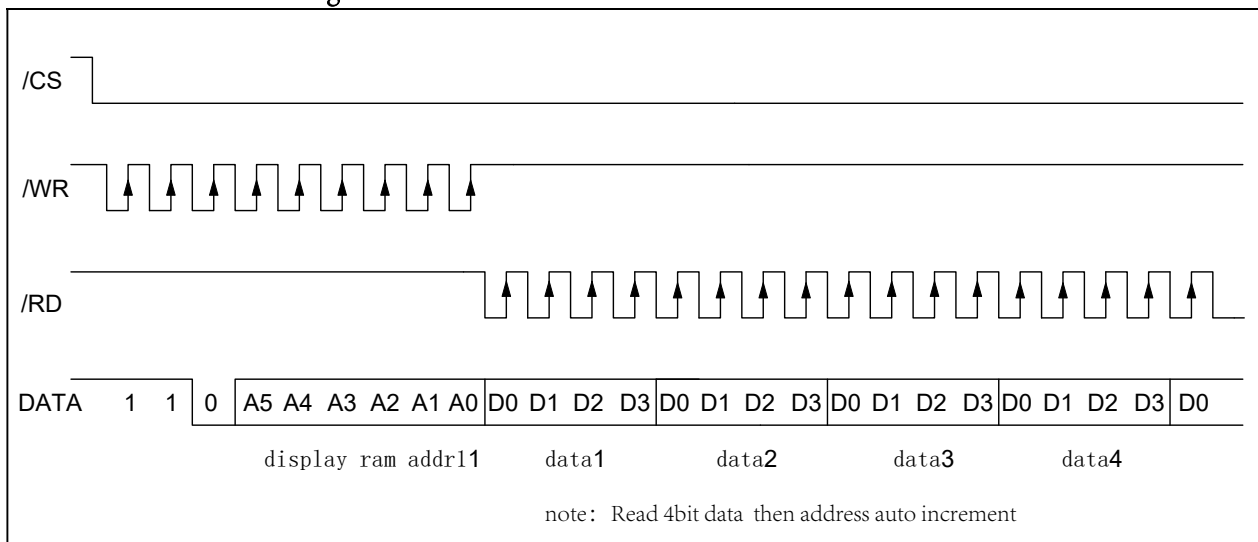 /CS
/WR
/RD
DATA 1 1 0 A5 A4 A3 A2 A1 A0 D0 D1 D2 D3 D0 D1 D2 D3 D0 D1 D2 D3 D0 D1 D2 D3 D0
display ram addrl1 data1 data2 data3 data4
note: Read 4bit data then address auto increment